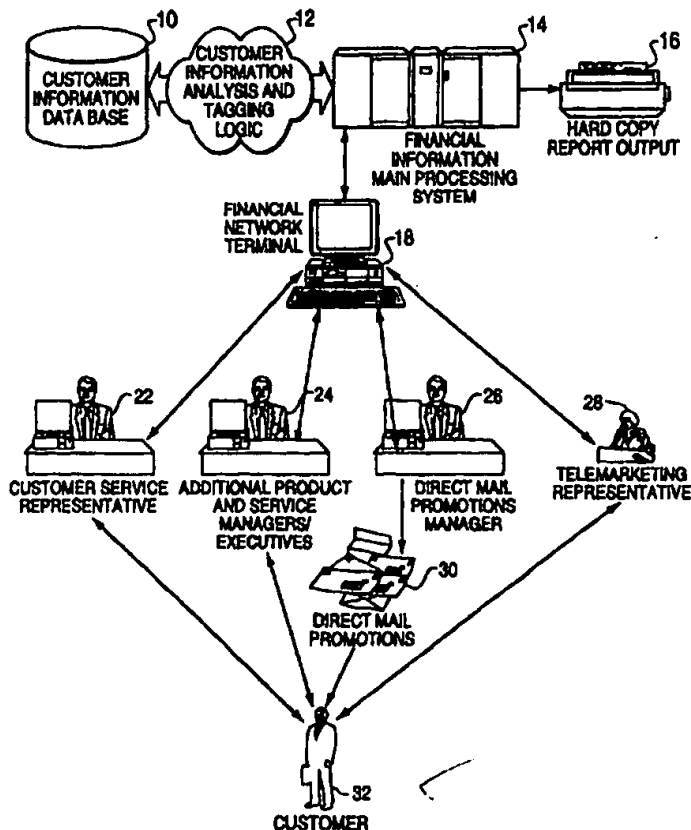 10
12
14
16
CUSTOMER
INFORMATION
DATA BASE
CUSTOMER
INFORMATION
ANALYSIS AND
TAGGING
LOGIC
FINANCIAL
INFORMATION
MAIN PROCESSING
SYSTEM
HARD COPY
REPORT OUTPUT
FINANCIAL
NETWORK
TERMINAL
18
22
24
26
28
CUSTOMER SERVICE
REPRESENTATIVE
ADDITIONAL PRODUCT
AND SERVICE
MANAGERS/
EXECUTIVES
DIRECT MAIL
PROMOTIONS
MANAGER
TELEMARKETING
REPRESENTATIVE
30
DIRECT MAIL
PROMOTIONS
32
CUSTOMER